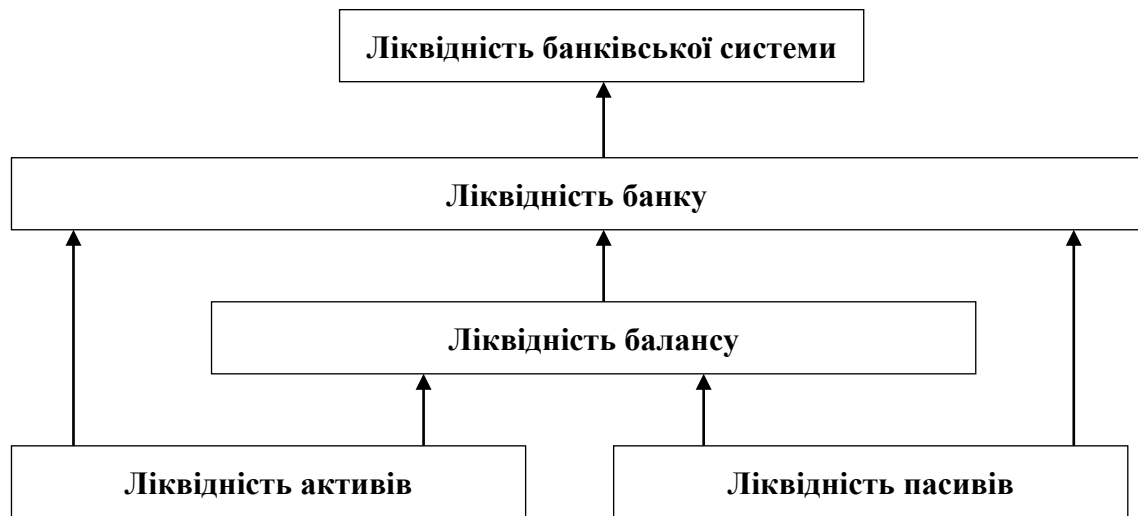 Ліквідність банківської системи
Ліквідність банку
Ліквідність балансу
Ліквідність активів
Ліквідність пасивів